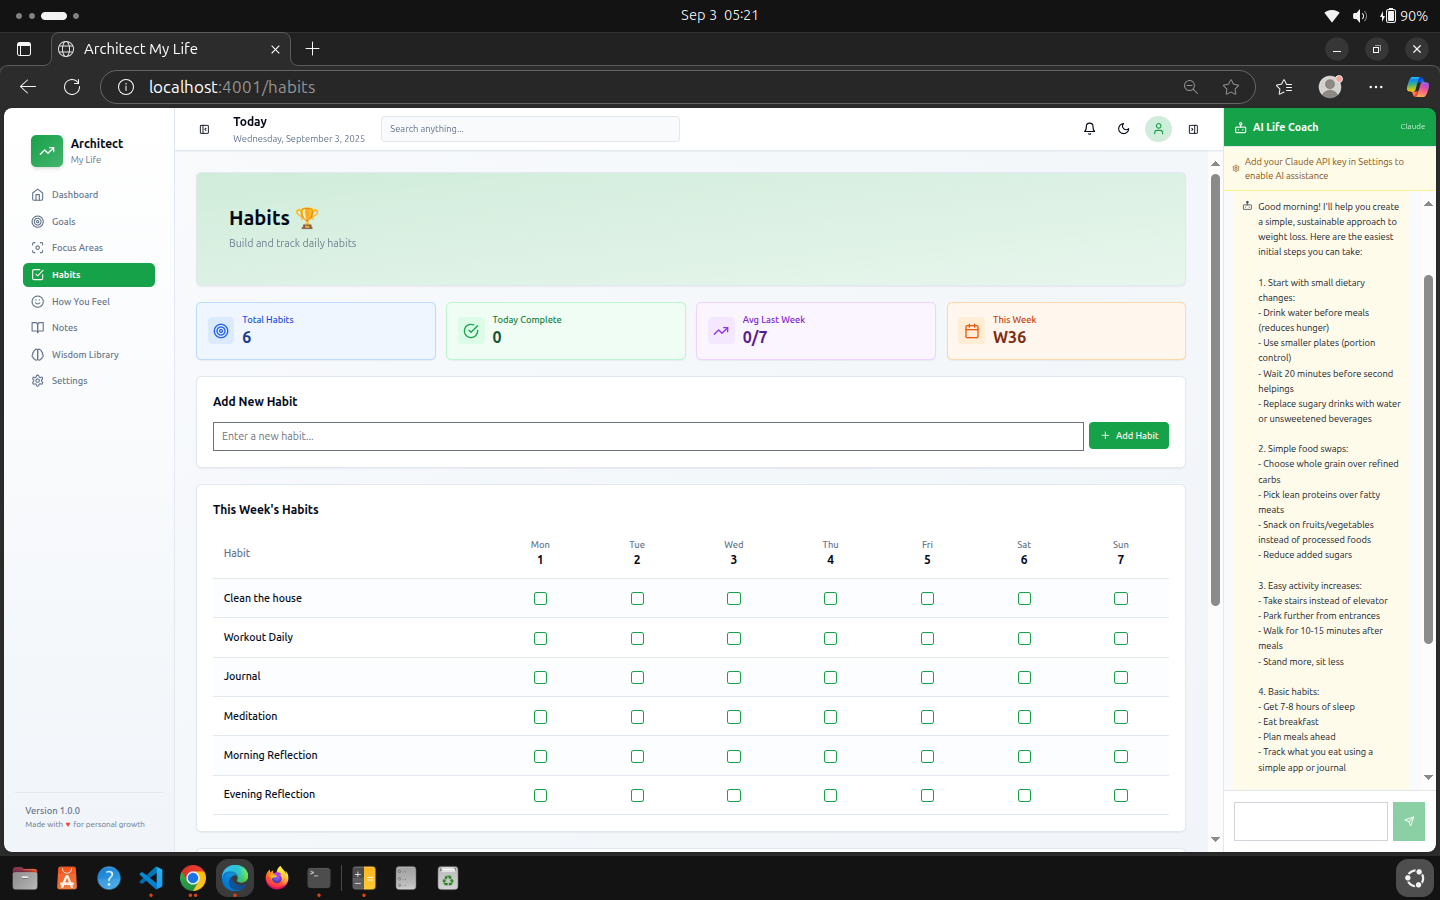 Sep 3 05:21
90%
Architect My Life
localhost:4001/habits
Architect
My Life
Dashboard
Goals
Focus Areas
Habits
How You Feel
Notes
Wisdom Library
Settings
Version 1.0.0
Made with ♥ for personal growth
Today
Wednesday, September 3, 2025
Search anything...
Habits 🏆
Build and track daily habits
Total Habits
6
Today Complete
0
Avg Last Week
0/7
This Week
W36
Add New Habit
Enter a new habit...
+ Add Habit
This Week's Habits
Habit Mon Tue Wed Thu Fri Sat Sun
1 2 3 4 5 6 7
Clean the house
Workout Daily
Journal
Meditation
Morning Reflection
Evening Reflection
AI Life Coach Claude
Add your Claude API key in Settings to
enable AI assistance
Good morning! I'll help you create
a simple, sustainable approach to
weight loss. Here are the easiest
initial steps you can take:
1. Start with small dietary
changes:
- Drink water before meals
(reduces hunger)
- Use smaller plates (portion
control)
- Wait 20 minutes before second
helpings
- Replace sugary drinks with water
or unsweetened beverages
2. Simple food swaps:
- Choose whole grain over refined
carbs
- Pick lean proteins over fatty
meats
- Snack on fruits/vegetables
instead of processed foods
- Reduce added sugars
3. Easy activity increases:
- Take stairs instead of elevator
- Park further from entrances
- Walk for 10-15 minutes after
meals
- Stand more, sit less
4. Basic habits:
- Get 7-8 hours of sleep
- Eat breakfast
- Plan meals ahead
- Track what you eat using a
simple app or journal